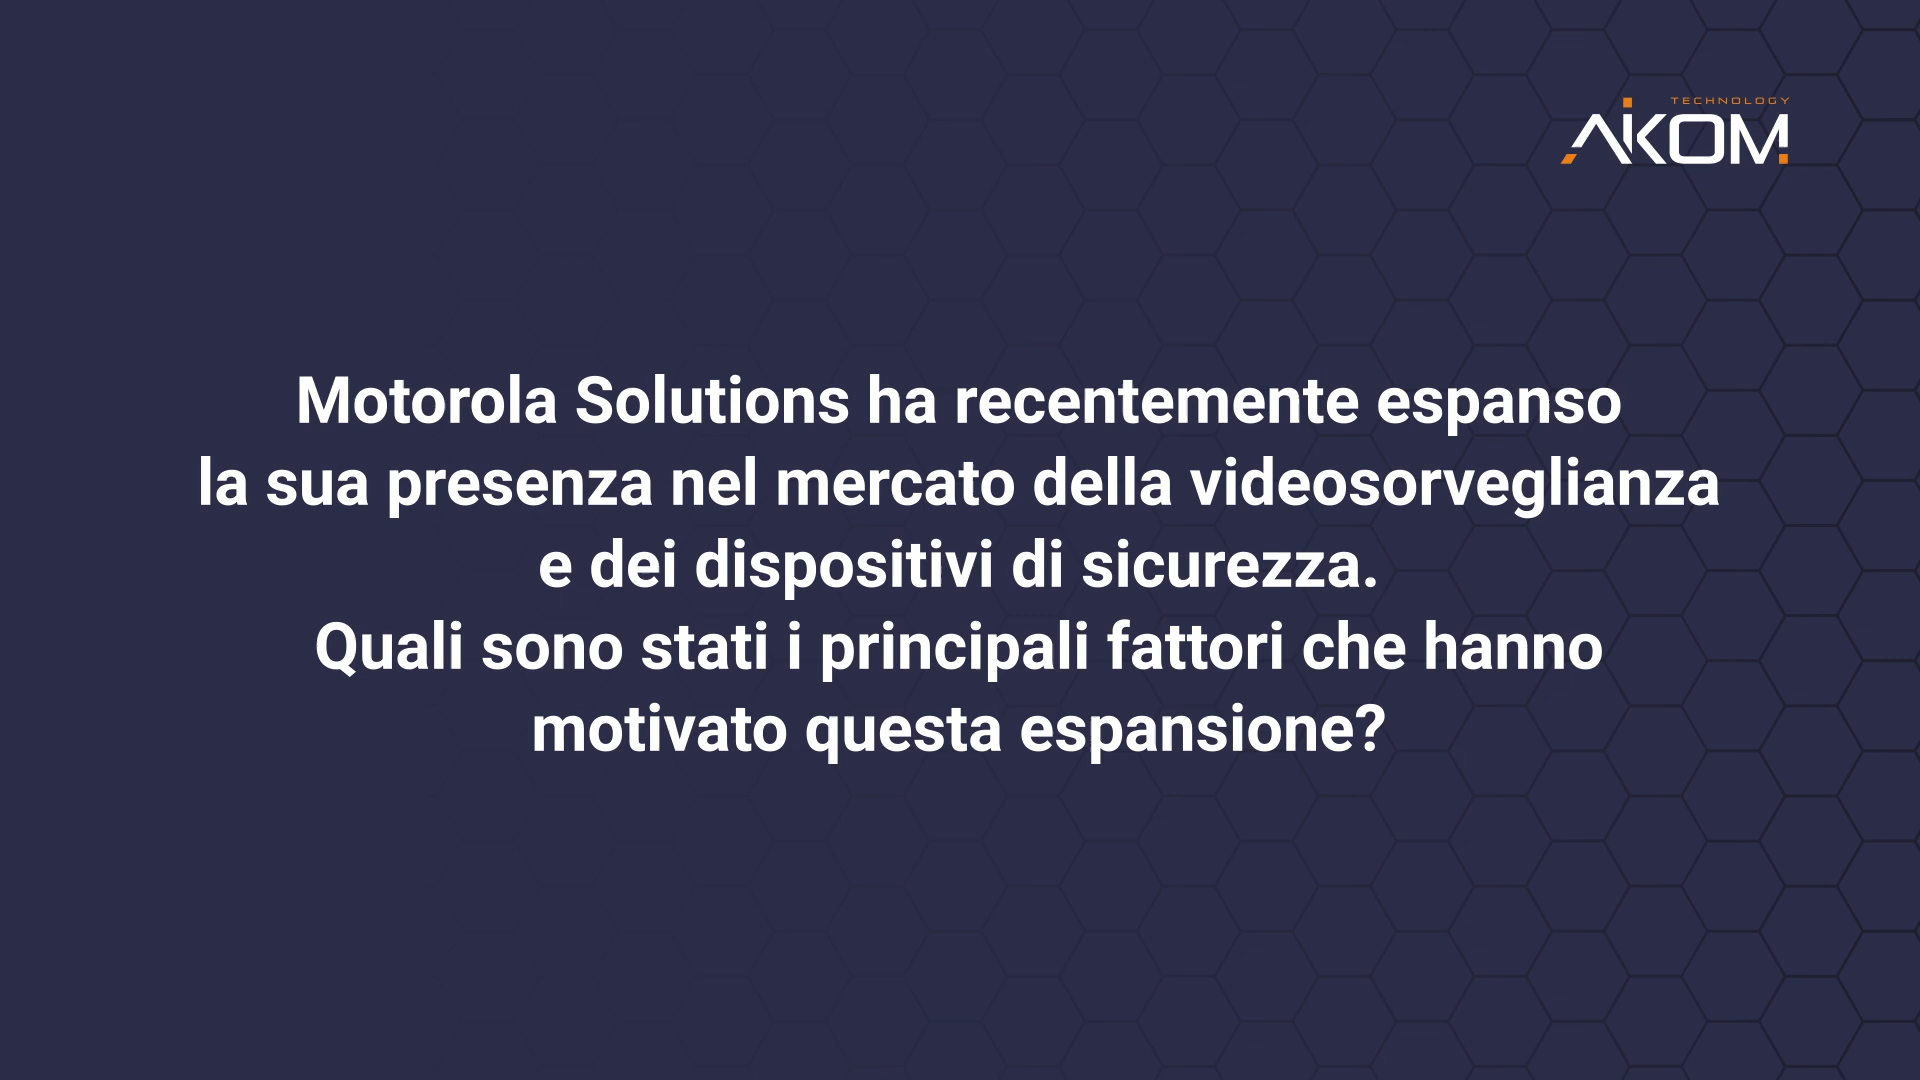 TECHNOLOGY
AIKOM
Motorola Solutions ha recentemente espanso
la sua presenza nel mercato della videosorveglianza
e dei dispositivi di sicurezza.
Quali sono stati i principali fattori che hanno
motivato questa espansione?